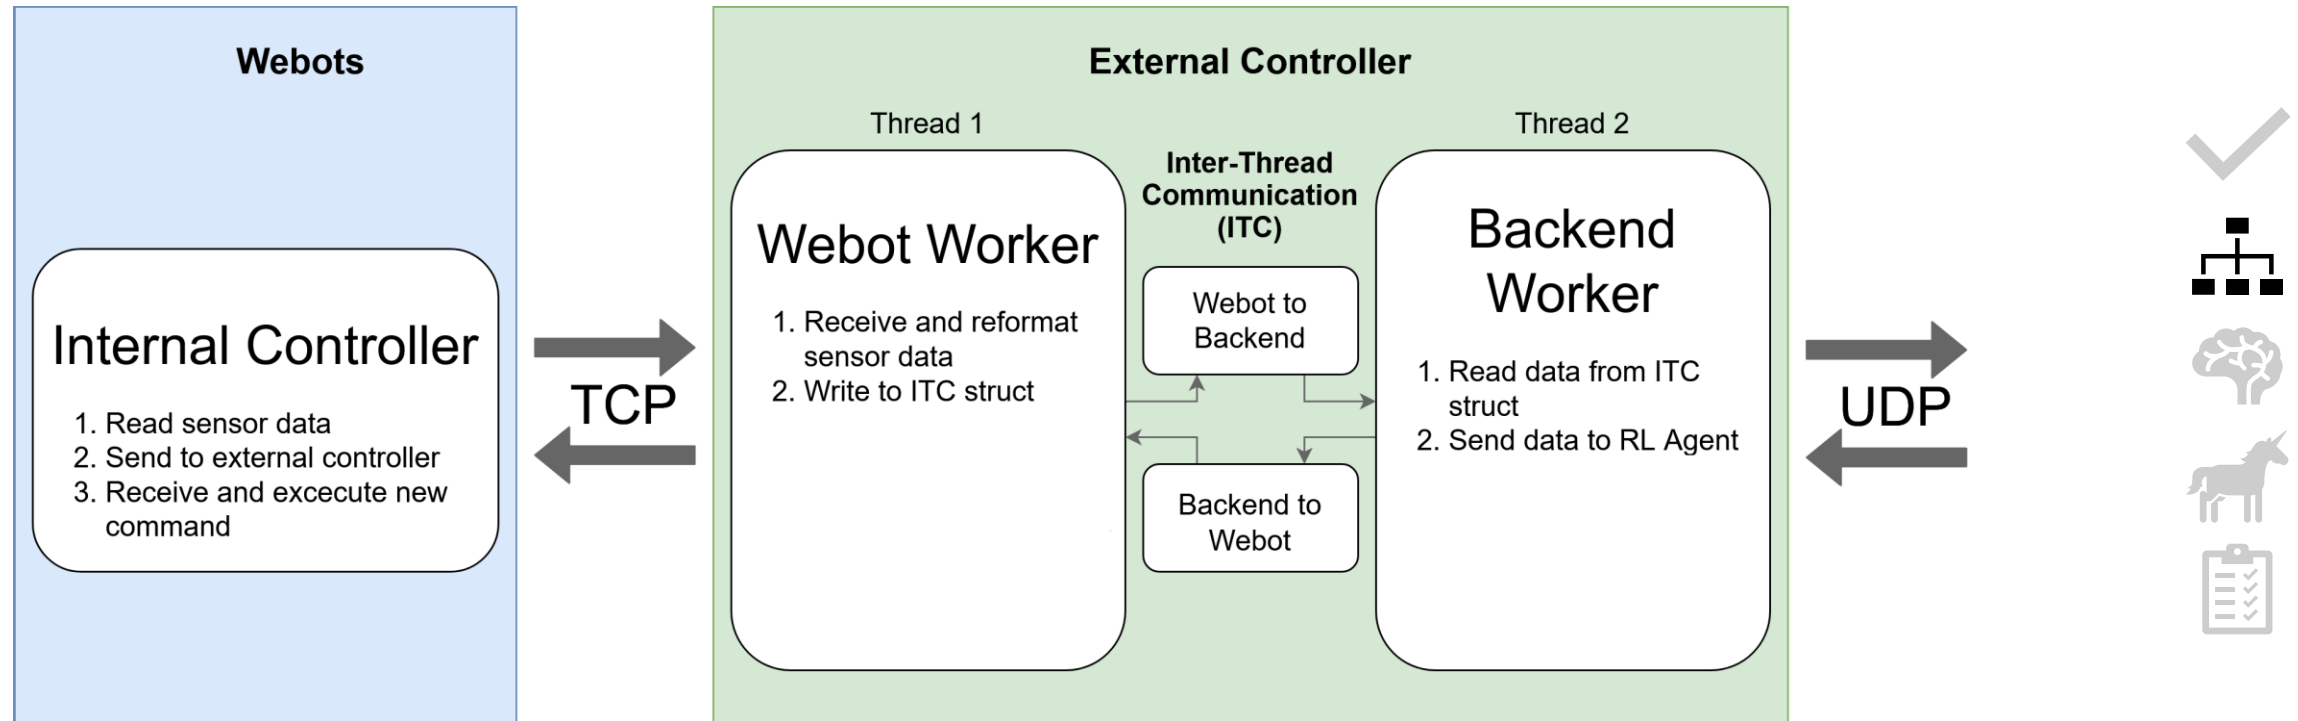 Webots
Internal Controller
1. Read sensor data
2. Send to external controller
3. Receive and excecute new
command
TCP
External Controller
Thread 1
Webot Worker
1. Receive and reformat
sensor data
2. Write to ITC struct
Inter-Thread
Communication
(ITC)
Webot to
Backend
Backend to
Webot
Thread 2
Backend
Worker
1. Read data from ITC
struct
2. Send data to RL Agent
UDP